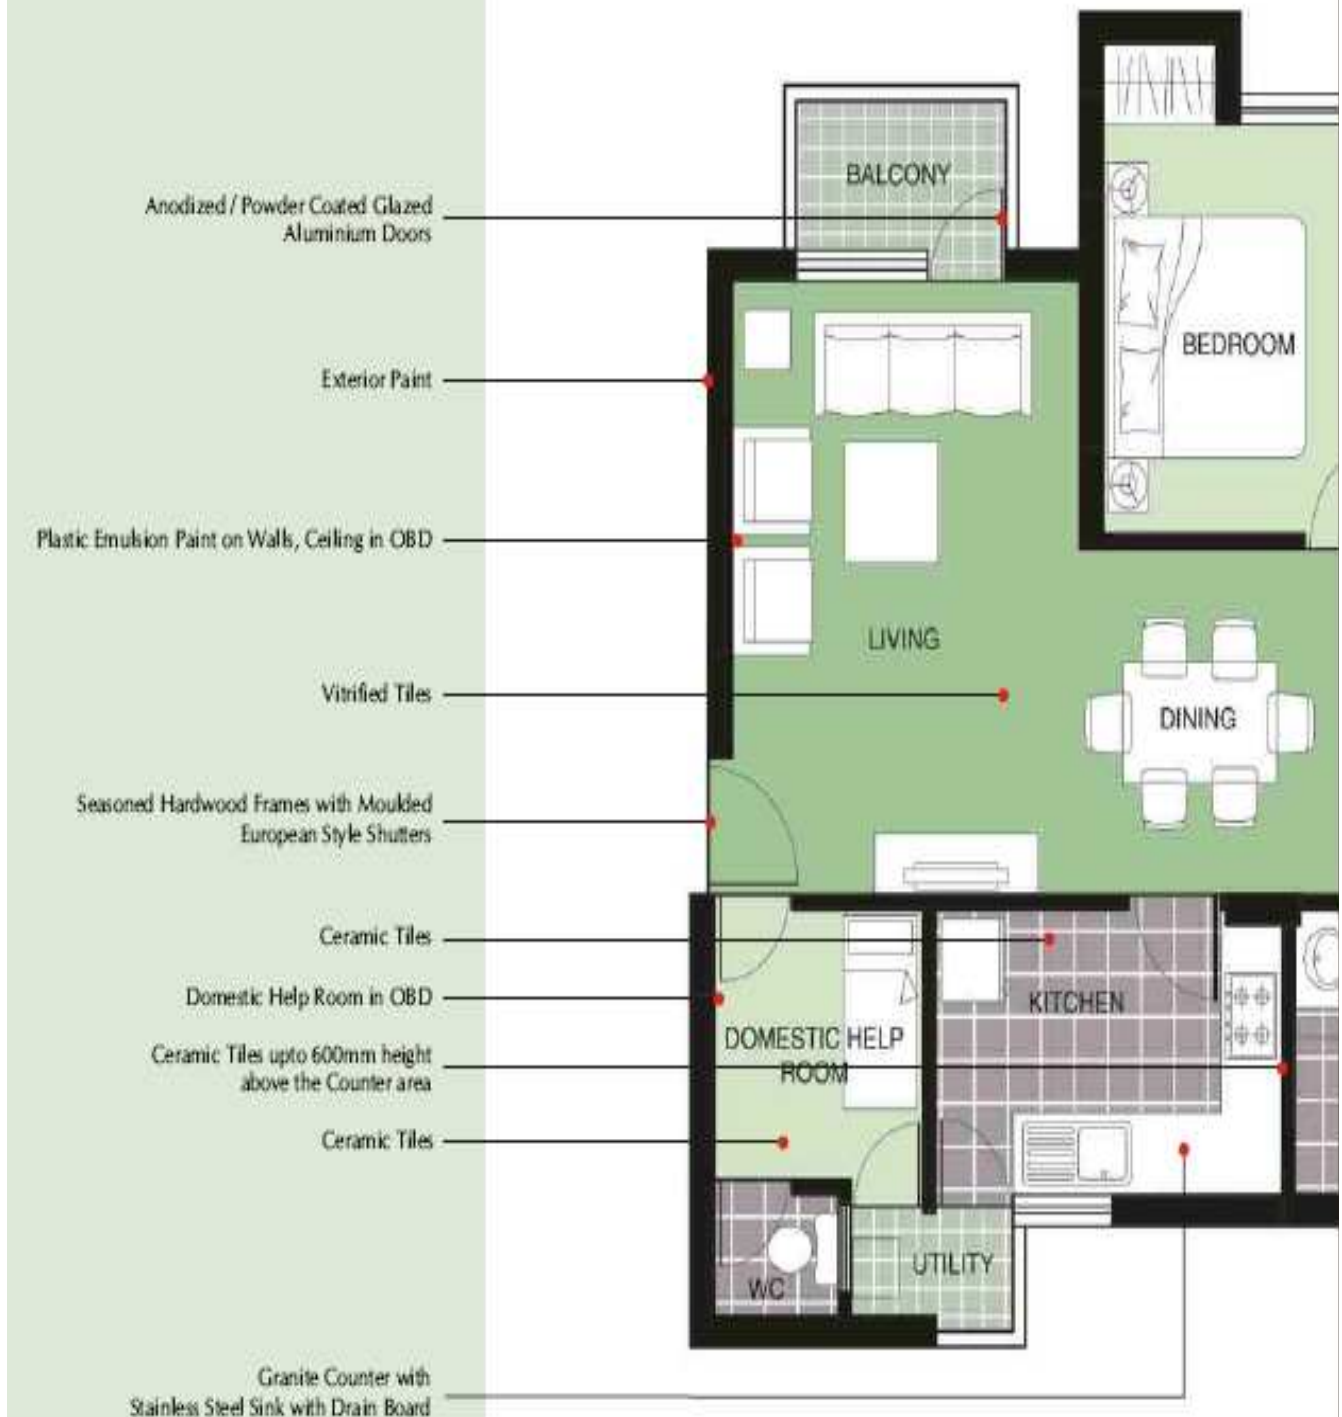 Anodized / Powder Coated Glazed
Aluminium Doors
Exterior Paint
Plastic Emulsion Paint on Walls, Ceiling in OBD
Vitrified Tiles
Seasoned Hardwood Frames with Moulded
European Style Shutters
Ceramic Tiles
Domestic Help Room in OBD
Ceramic Tiles upto 600mm height
above the Counter area
Ceramic Tiles
Granite Counter with
Stainless Steel Sink with Drain Board
BALCONY
BEDROOM
LIVING
DINING
KITCHEN
DOMESTIC HELP
ROOM
UTILITY
WC